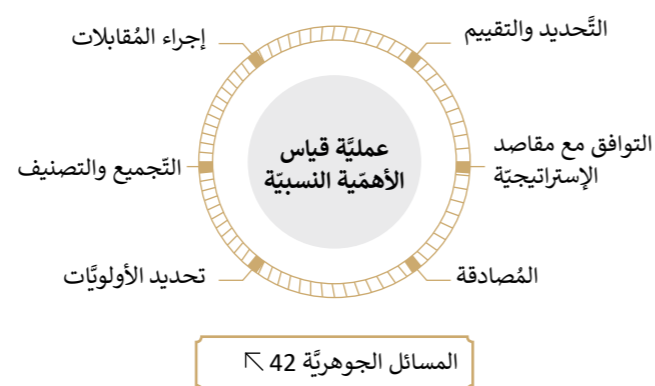 التَّحديد والتقييم
إجراء المُقابلات
عمليَّة قياس
الأهمّية النسبيّة
التوافق مع مقاصد
الإستراتيجيّة
التّجميع والتصنيف
المُصادقة
تحديد الأولويَّات
المسائل الجوهريَّة 42 ↖